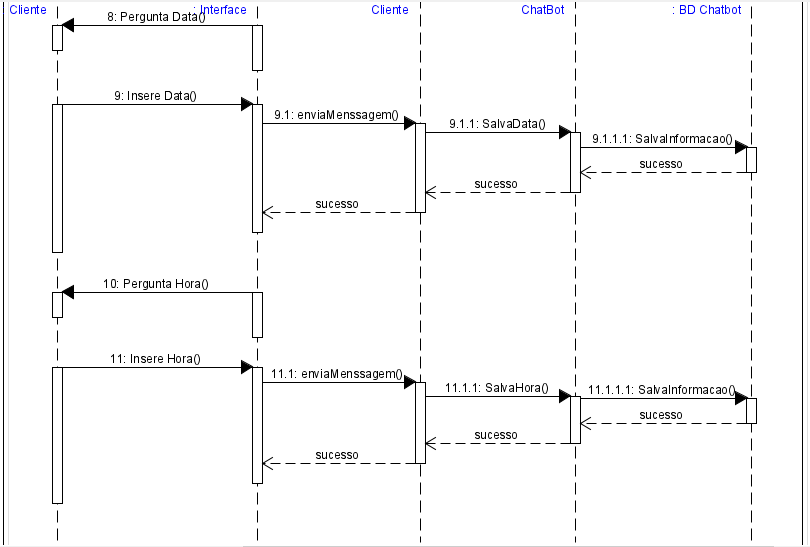 Cliente
: Interface
Cliente
ChatBot
: BD Chatbot
8: Pergunta Data()
9: Insere Data()
9.1: enviaMenssagem()
9.1.1: SalvaData()
9.1.1.1: SalvaInformacao()
sucesso
sucesso
sucesso
10: Pergunta Hora()
11: Insere Hora()
11.1: enviaMenssagem()
11.1.1: SalvaHora()
11.1.1.1: SalvaInformacao()
sucesso
sucesso
sucesso